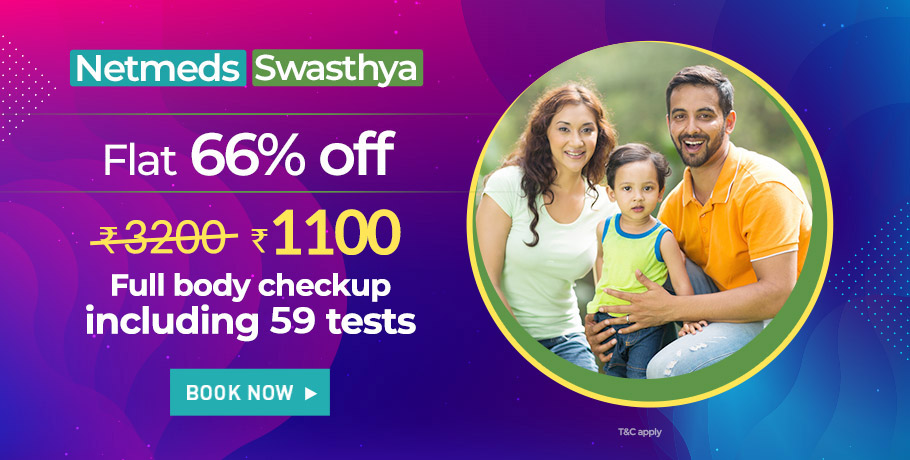 Netmeds Swasthya
Flat 66% off
₹3200 ₹1100
Full body checkup
including 59 tests
BOOK NOW ▶
T&C apply